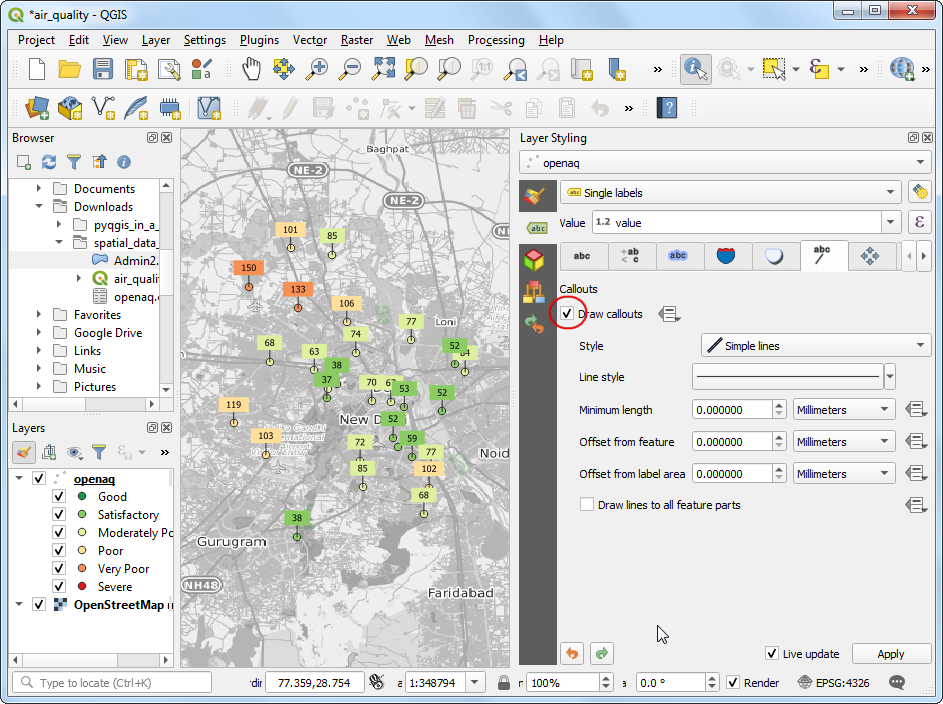 *air_quality - QGIS
Project Edit View Layer Settings Plugins Vector Raster Web Mesh Processing Help
Browser
Documents
Downloads
pyqgis_in_a_
spatial_data_
Admin2.
air_quali
openaq.
Favorites
Google Drive
Links
Music
Pictures
Layers
openaq
Good
Satisfactory
Moderately Po
Poor
Very Poor
Severe
OpenStreetMap
Baghpat
NE-2
NE-2
101
85
150
133
106
77
Loni
74
68
63
52
38
37
70
53
52
119
New D
52
103
72
59
77
Noid
85
102
68
38
Gurugram
NH48
Faridabad
Layer Styling
openaq
Single labels
abc
Value 1.2 value ε
abc +ab < c abc abc
Callouts
Draw callouts
Style Simple lines
Line style
Minimum length 0.000000 Millimeters
Offset from feature 0.000000 Millimeters
Offset from label area 0.000000 Millimeters
Draw lines to all feature parts
Live update Apply
Type to locate (Ctrl+K) 77.359,28.754 1:348794 100% 0.0 ° Render EPSG:4326